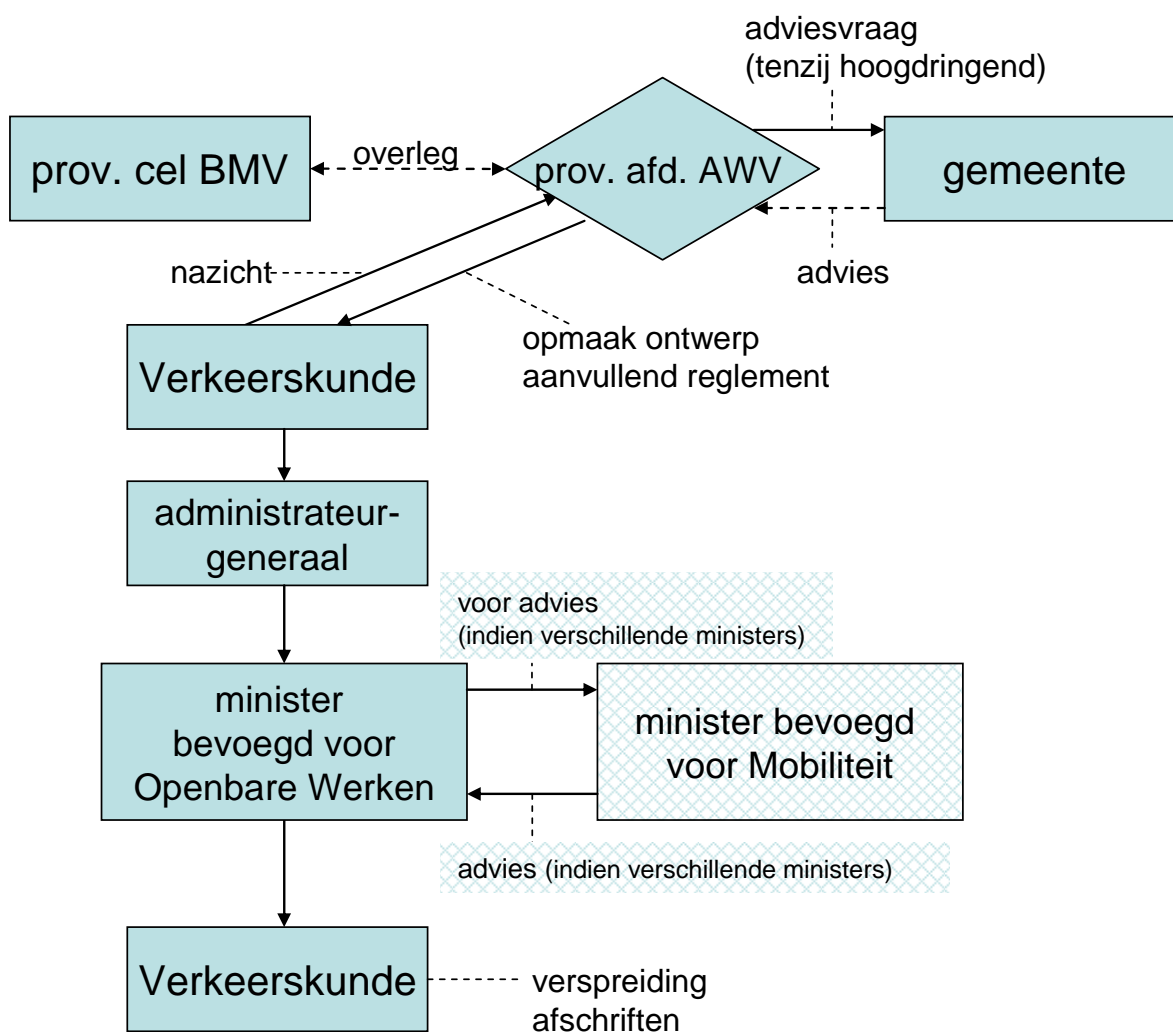 adviesvraag
(tenzij hoogdringend)
prov. cel BMV
overleg
prov. afd. AWV
gemeente
nazicht
advies
opmaak ontwerp
aanvullend reglement
Verkeerskunde
administrateur-
generaal
voor advies
(indien verschillende ministers)
minister
bevoegd voor
Openbare Werken
minister bevoegd
voor Mobiliteit
advies (indien verschillende ministers)
Verkeerskunde
verspreiding
afschriften